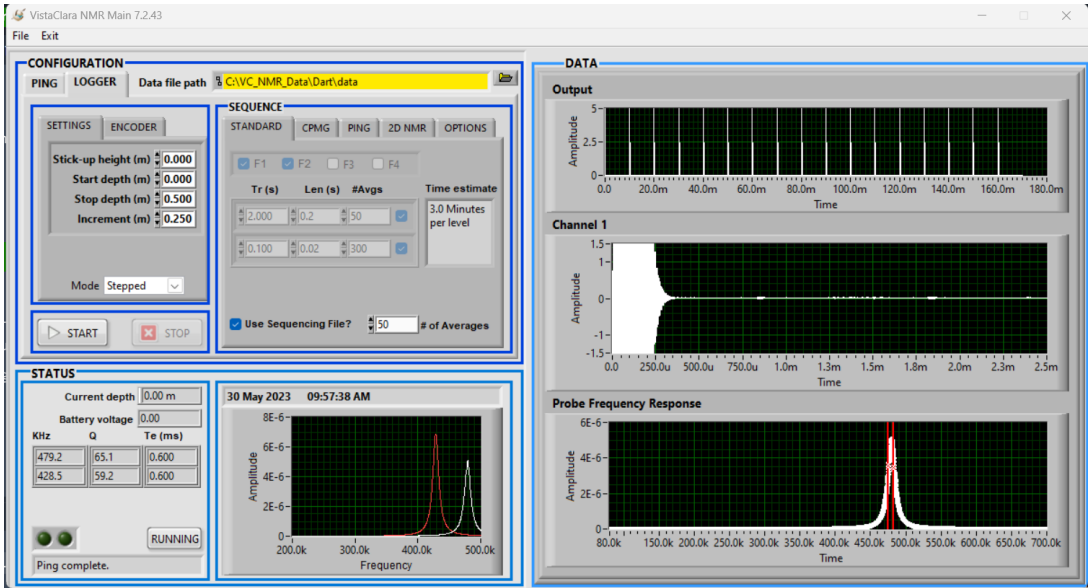 VistaClara NMR Main 7.2.43
File Exit
CONFIGURATION
PING LOGGER Data file path C:\VC_NMR_Data\Dart\data
SETTINGS ENCODER
Stick-up height (m) 0.000
Start depth (m) 0.000
Stop depth (m) 0.500
Increment (m) 0.250
Mode Stepped
START STOP
SEQUENCE
STANDARD CPMG PING 2D NMR OPTIONS
F1 F2 F3 F4
Tr (s) Len (s) #Avgs Time estimate
2.000 0.2 50
3.0 Minutes
per level
0.100 0.02 300
Use Sequencing File? 50 # of Averages
STATUS
Current depth 0.00 m
Battery voltage 0.00
KHz Q Te (ms)
479.2 65.1 0.600
428.5 59.2 0.600
RUNNING
Ping complete.
30 May 2023 09:57:38 AM
Amplitude
8E-6
6E-6
4E-6
2E-6
0
200.0k 300.0k 400.0k 500.0k
Frequency
DATA
Output
Amplitude
5
2.5
0
0.0 20.0m 40.0m 60.0m 80.0m 100.0m 120.0m 140.0m 160.0m 180.0m
Time
Channel 1
Amplitude
1.5
1
0
-1
-1.5
0.0 250.0u 500.0u 750.0u 1.0m 1.3m 1.5m 1.8m 2.0m 2.3m 2.5m
Time
Probe Frequency Response
Amplitude
6E-6
4E-6
2E-6
0
80.0k 150.0k 200.0k 250.0k 300.0k 350.0k 400.0k 450.0k 500.0k 550.0k 600.0k 650.0k 700.0k
Time